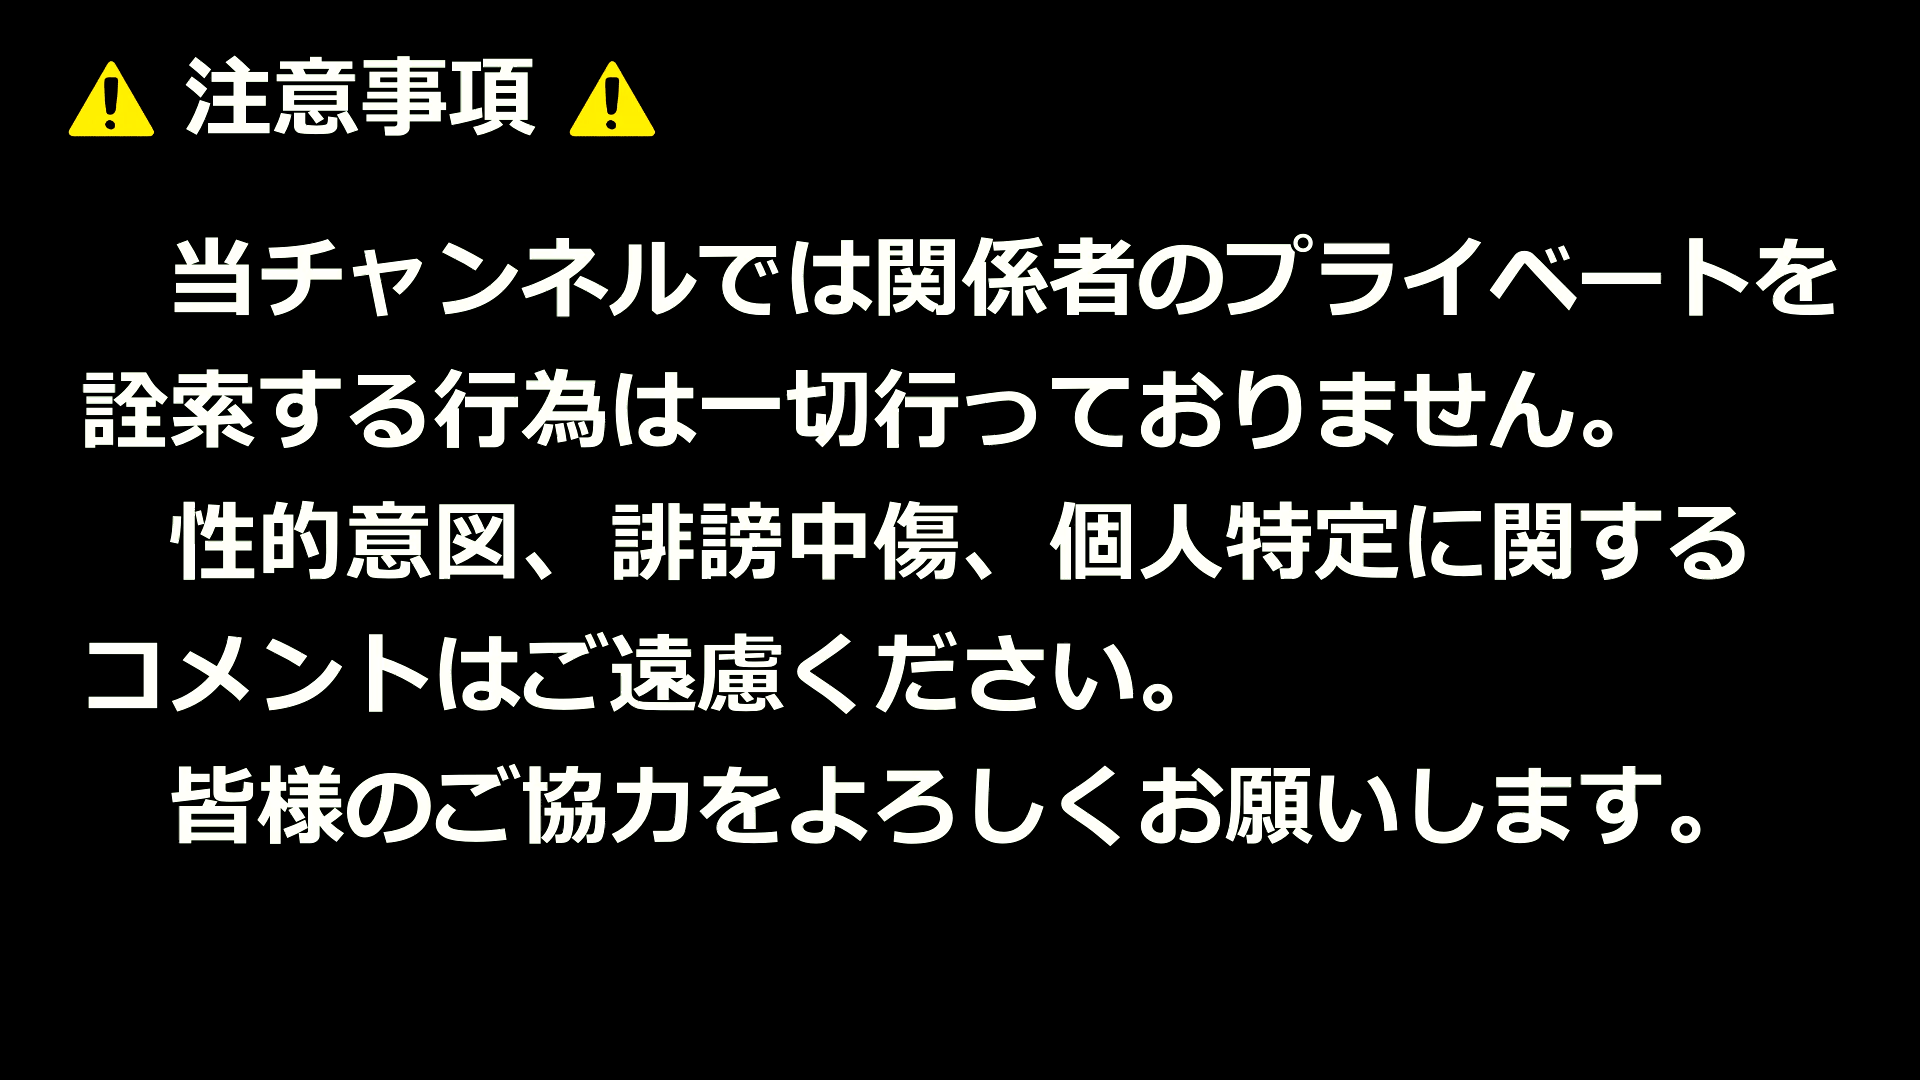 ⚠ 注意事項 ⚠
当チャンネルでは関係者のプライベートを
詮索する行為は一切行っておりません。
性的意図、誹謗中傷、個人特定に関する
コメントはご遠慮ください。
皆様のご協力をよろしくお願いします。